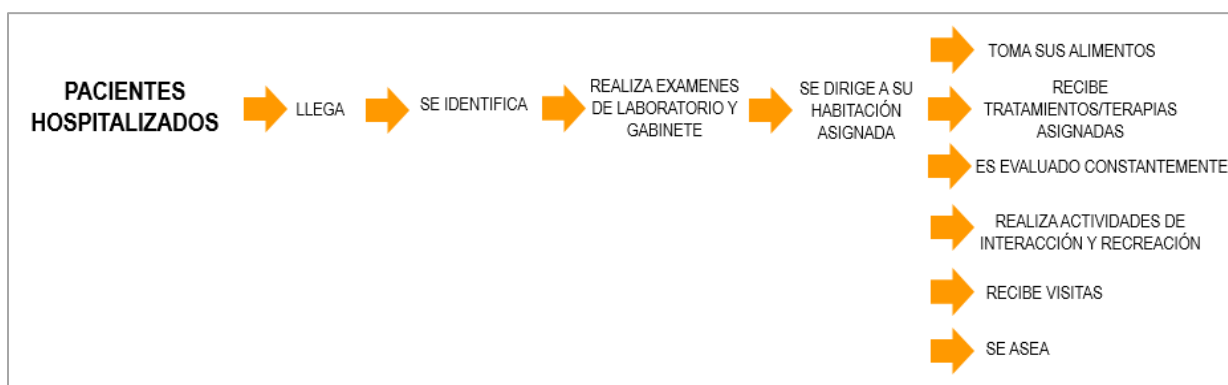 PACIENTES
HOSPITALIZADOS
LLEGA
SE IDENTIFICA
REALIZA EXAMENES
DE LABORATORIO Y
GABINETE
SE DIRIGE A SU
HABITACIÓN
ASIGNADA
TOMA SUS ALIMENTOS
RECIBE
TRATAMIENTOS/TERAPIAS
ASIGNADAS
ES EVALUADO CONSTANTEMENTE
REALIZA ACTIVIDADES DE
INTERACCIÓN Y RECREACIÓN
RECIBE VISITAS
SE ASEA